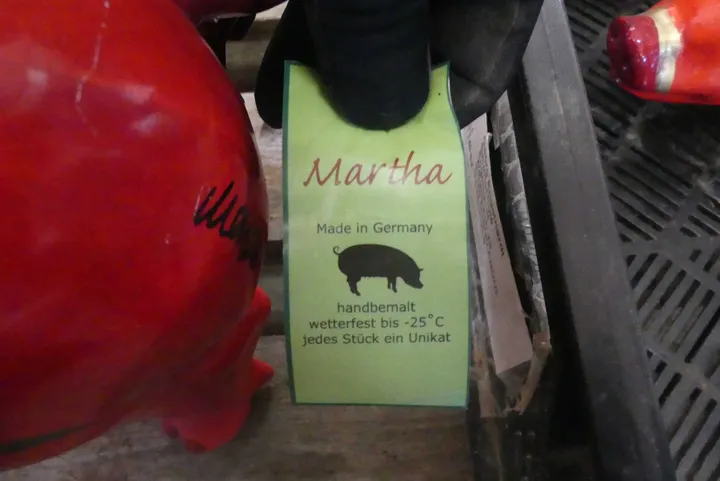 Martha
Made in Germany
handbemalt
wetterfest bis -25°C
jedes Stück ein Unikat